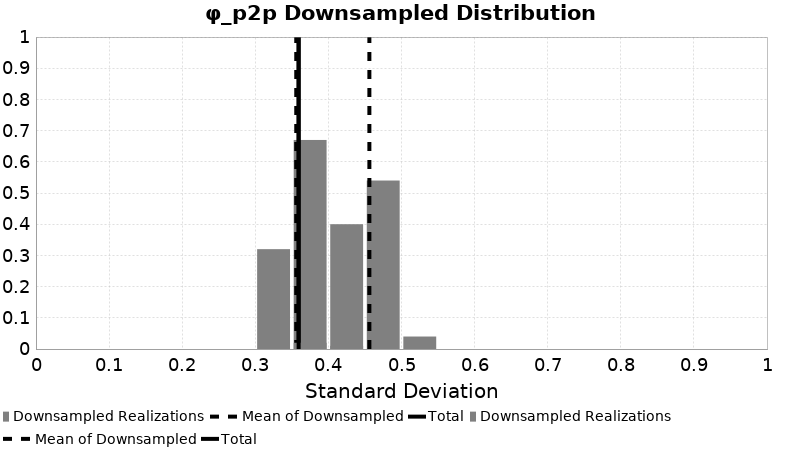 φ_p2p Downsampled Distribution
1
0.9
0.8
0.7
0.6
0.5
0.4
0.3
0.2
0.1
0
0 0.1 0.2 0.3 0.4 0.5 0.6 0.7 0.8 0.9 1
Standard Deviation
Downsampled Realizations Mean of Downsampled Total Downsampled Realizations
Mean of Downsampled Total